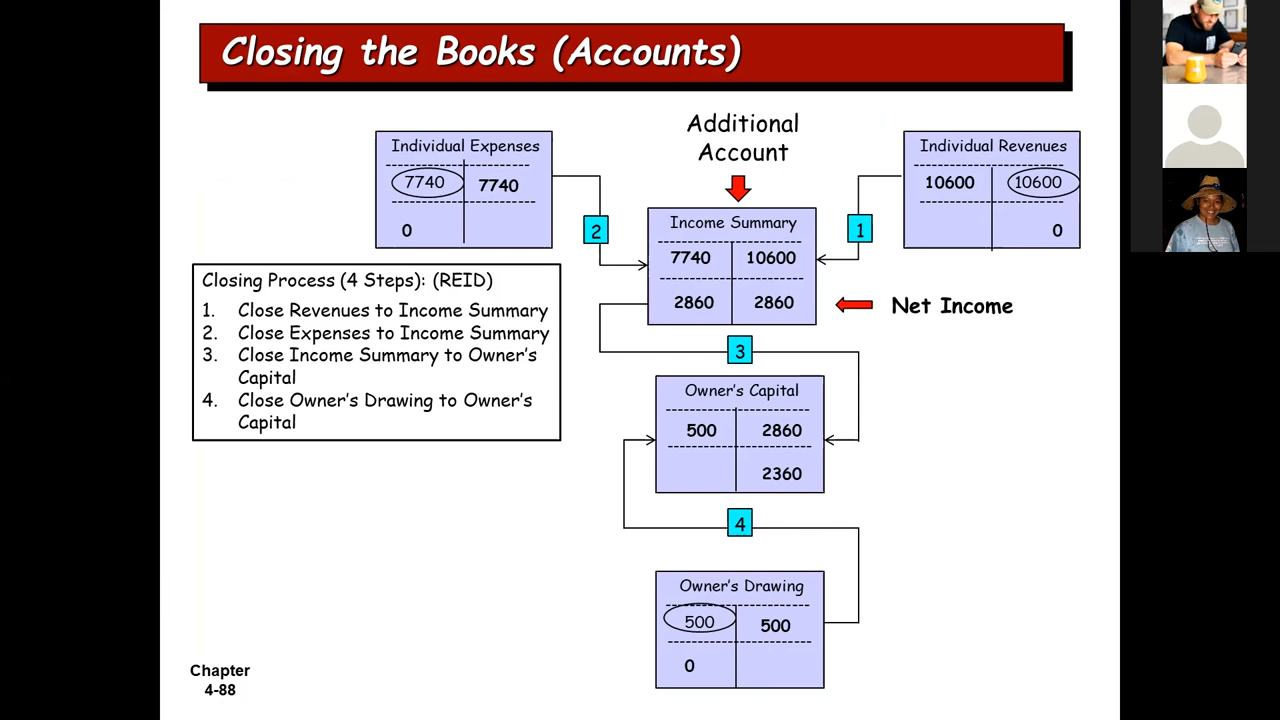 Closing the Books (Accounts)
Additional
Account
Individual Expenses
7740 7740
0
Individual Revenues
10600 10600
0
2
1
Income Summary
7740 10600
2860 2860
Net Income
Closing Process (4 Steps): (REID)
1. Close Revenues to Income Summary
2. Close Expenses to Income Summary
3. Close Income Summary to Owner's
Capital
4. Close Owner's Drawing to Owner's
Capital
3
Owner's Capital
500 2860
2360
4
Owner's Drawing
500 500
0
Chapter
4-88